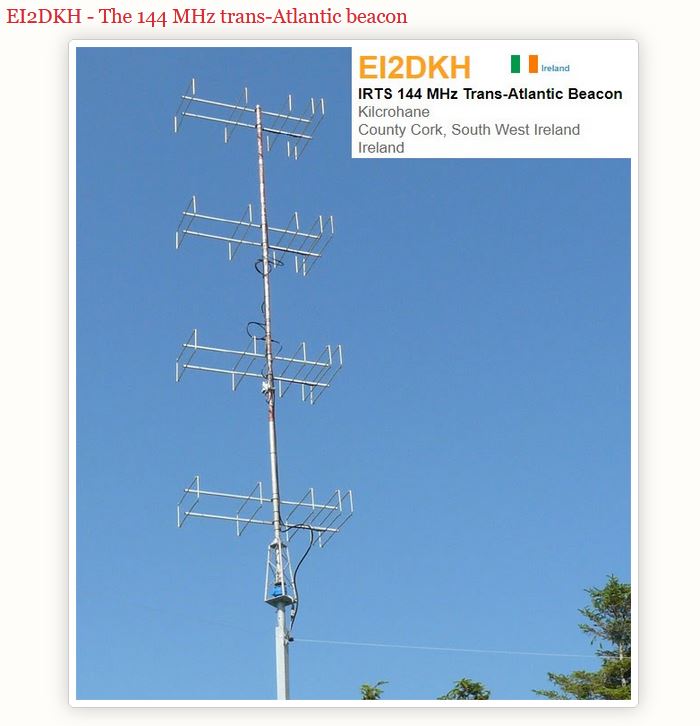 EI2DKH - The 144 MHz trans-Atlantic beacon
EI2DKH Ireland
IRTS 144 MHz Trans-Atlantic Beacon
Kilcrohane
County Cork, South West Ireland
Ireland